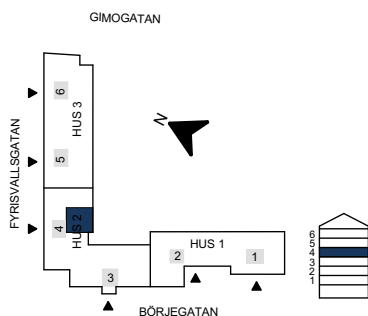 GIMOGATAN
FYRISVALLSGATAN
6
HUS 3
5
N
4
HUS 2
3
HUS 1
2
1
BÖRJEGATAN
6
5
4
3
2
1